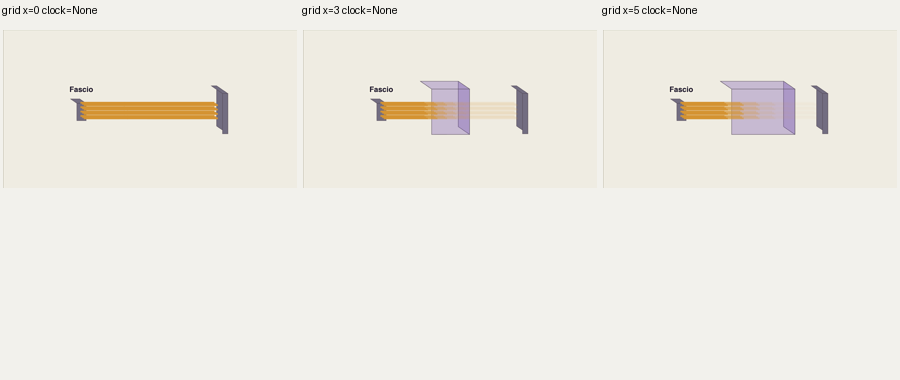 grid x=0 clock=None
grid x=3 clock=None
grid x=5 clock=None
Fascio
Fascio
Fascio